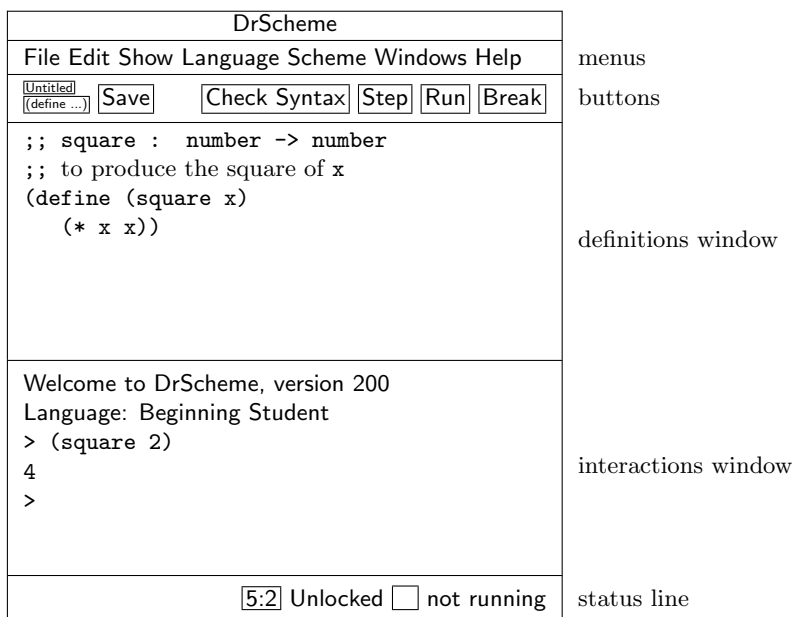 DrScheme
File Edit Show Language Scheme Windows Help
menus
Untitled
(define ...)
Save Check Syntax Step Run Break
buttons
;; square : number -> number
;; to produce the square of x
(define (square x)
(* x x))
definitions window
Welcome to DrScheme, version 200
Language: Beginning Student
> (square 2)
4
>
interactions window
5:2 Unlocked not running
status line